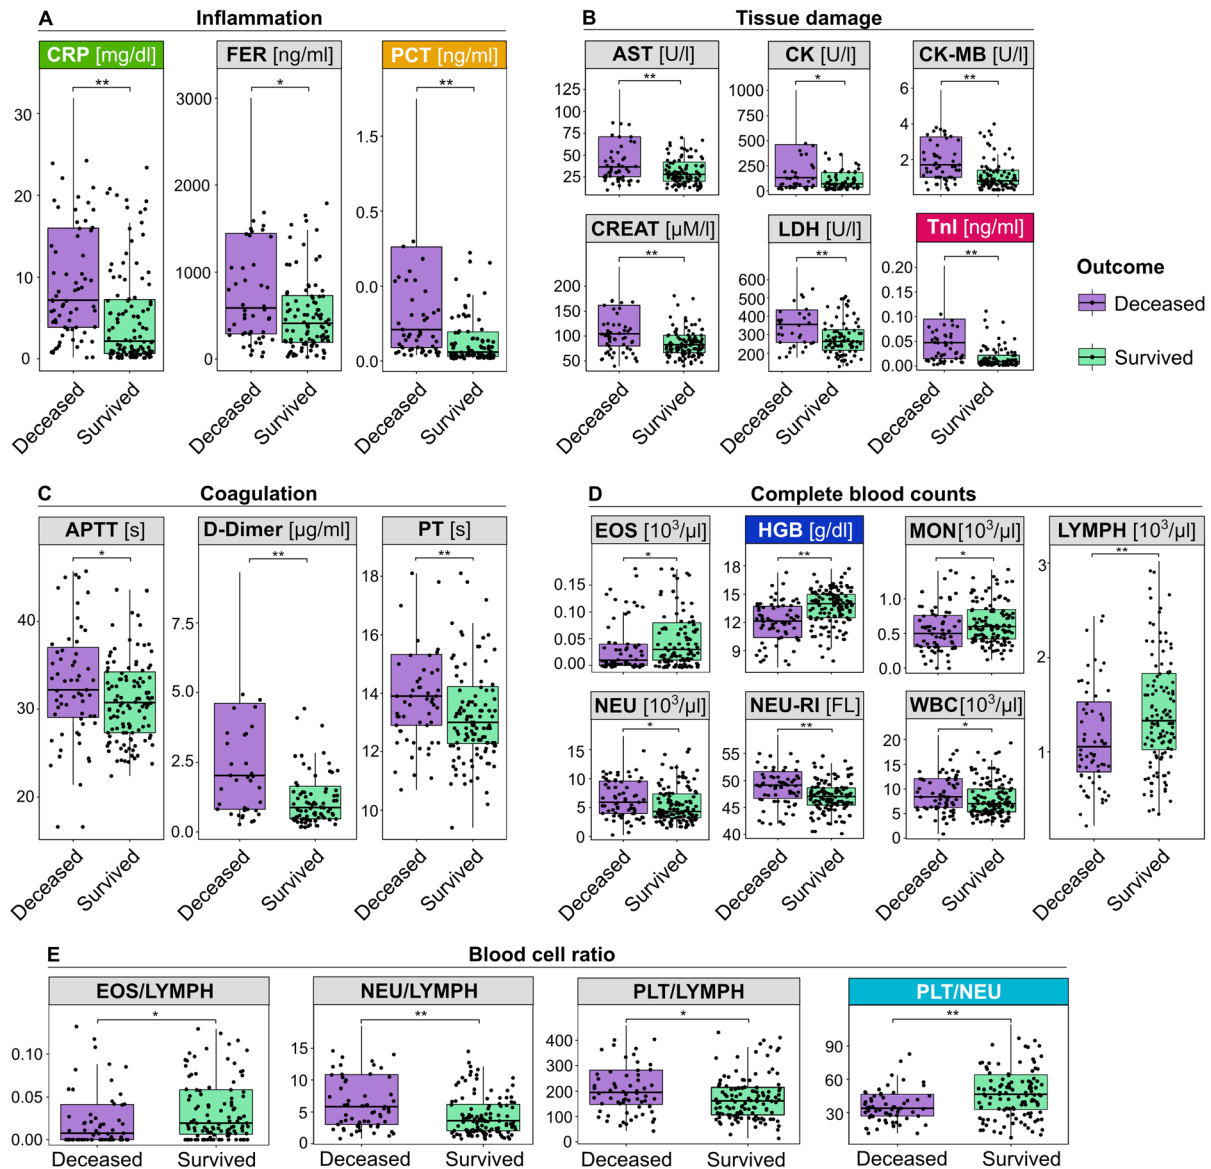 A Inflammation
CRP [mg/dl] FER [ng/ml] PCT [ng/ml]
** * **
30 20 10 0
3000 2000 1000 0
1.5 0.5 0.0 0.0
Deceased Survived Deceased Survived Deceased Survived
B Tissue damage
AST [U/l] CK [U/l] CK-MB [U/l]
** * **
125 100 75 50 25
1000 750 500 250 0
6 4 2
CREAT [µM/l] LDH [U/l] TnI [ng/ml]
** ** **
250 200 150 100 50
600 500 400 300 200
0.20 0.15 0.10 0.05 0.00
Deceased Survived Deceased Survived Deceased Survived
Outcome
Deceased
Survived
C Coagulation
APTT [s] D-Dimer [µg/ml] PT [s]
* ** **
40 30 20
7.5 5.0 2.5 0.0
18 16 14 12 10
Deceased Survived Deceased Survived Deceased Survived
D Complete blood counts
EOS [10³/µl] HGB [g/dl] MON[10³/µl] LYMPH [10³/µl]
* ** * **
0.15 0.10 0.05 0.00
18 15 12 9
1.5 1.0 0.5 0.0
3 2 1
NEU [10³/µl] NEU-RI [FL] WBC[10³/µl]
* ** *
15 10 5 0
55 50 45 40
20 15 10 5 0
Deceased Survived Deceased Survived Deceased Survived Deceased Survived
E Blood cell ratio
EOS/LYMPH NEU/LYMPH PLT/LYMPH PLT/NEU
* ** * **
0.10 0.05 0.00
15 10 5 0
400 300 200 100 0
90 60 30
Deceased Survived Deceased Survived Deceased Survived Deceased Survived